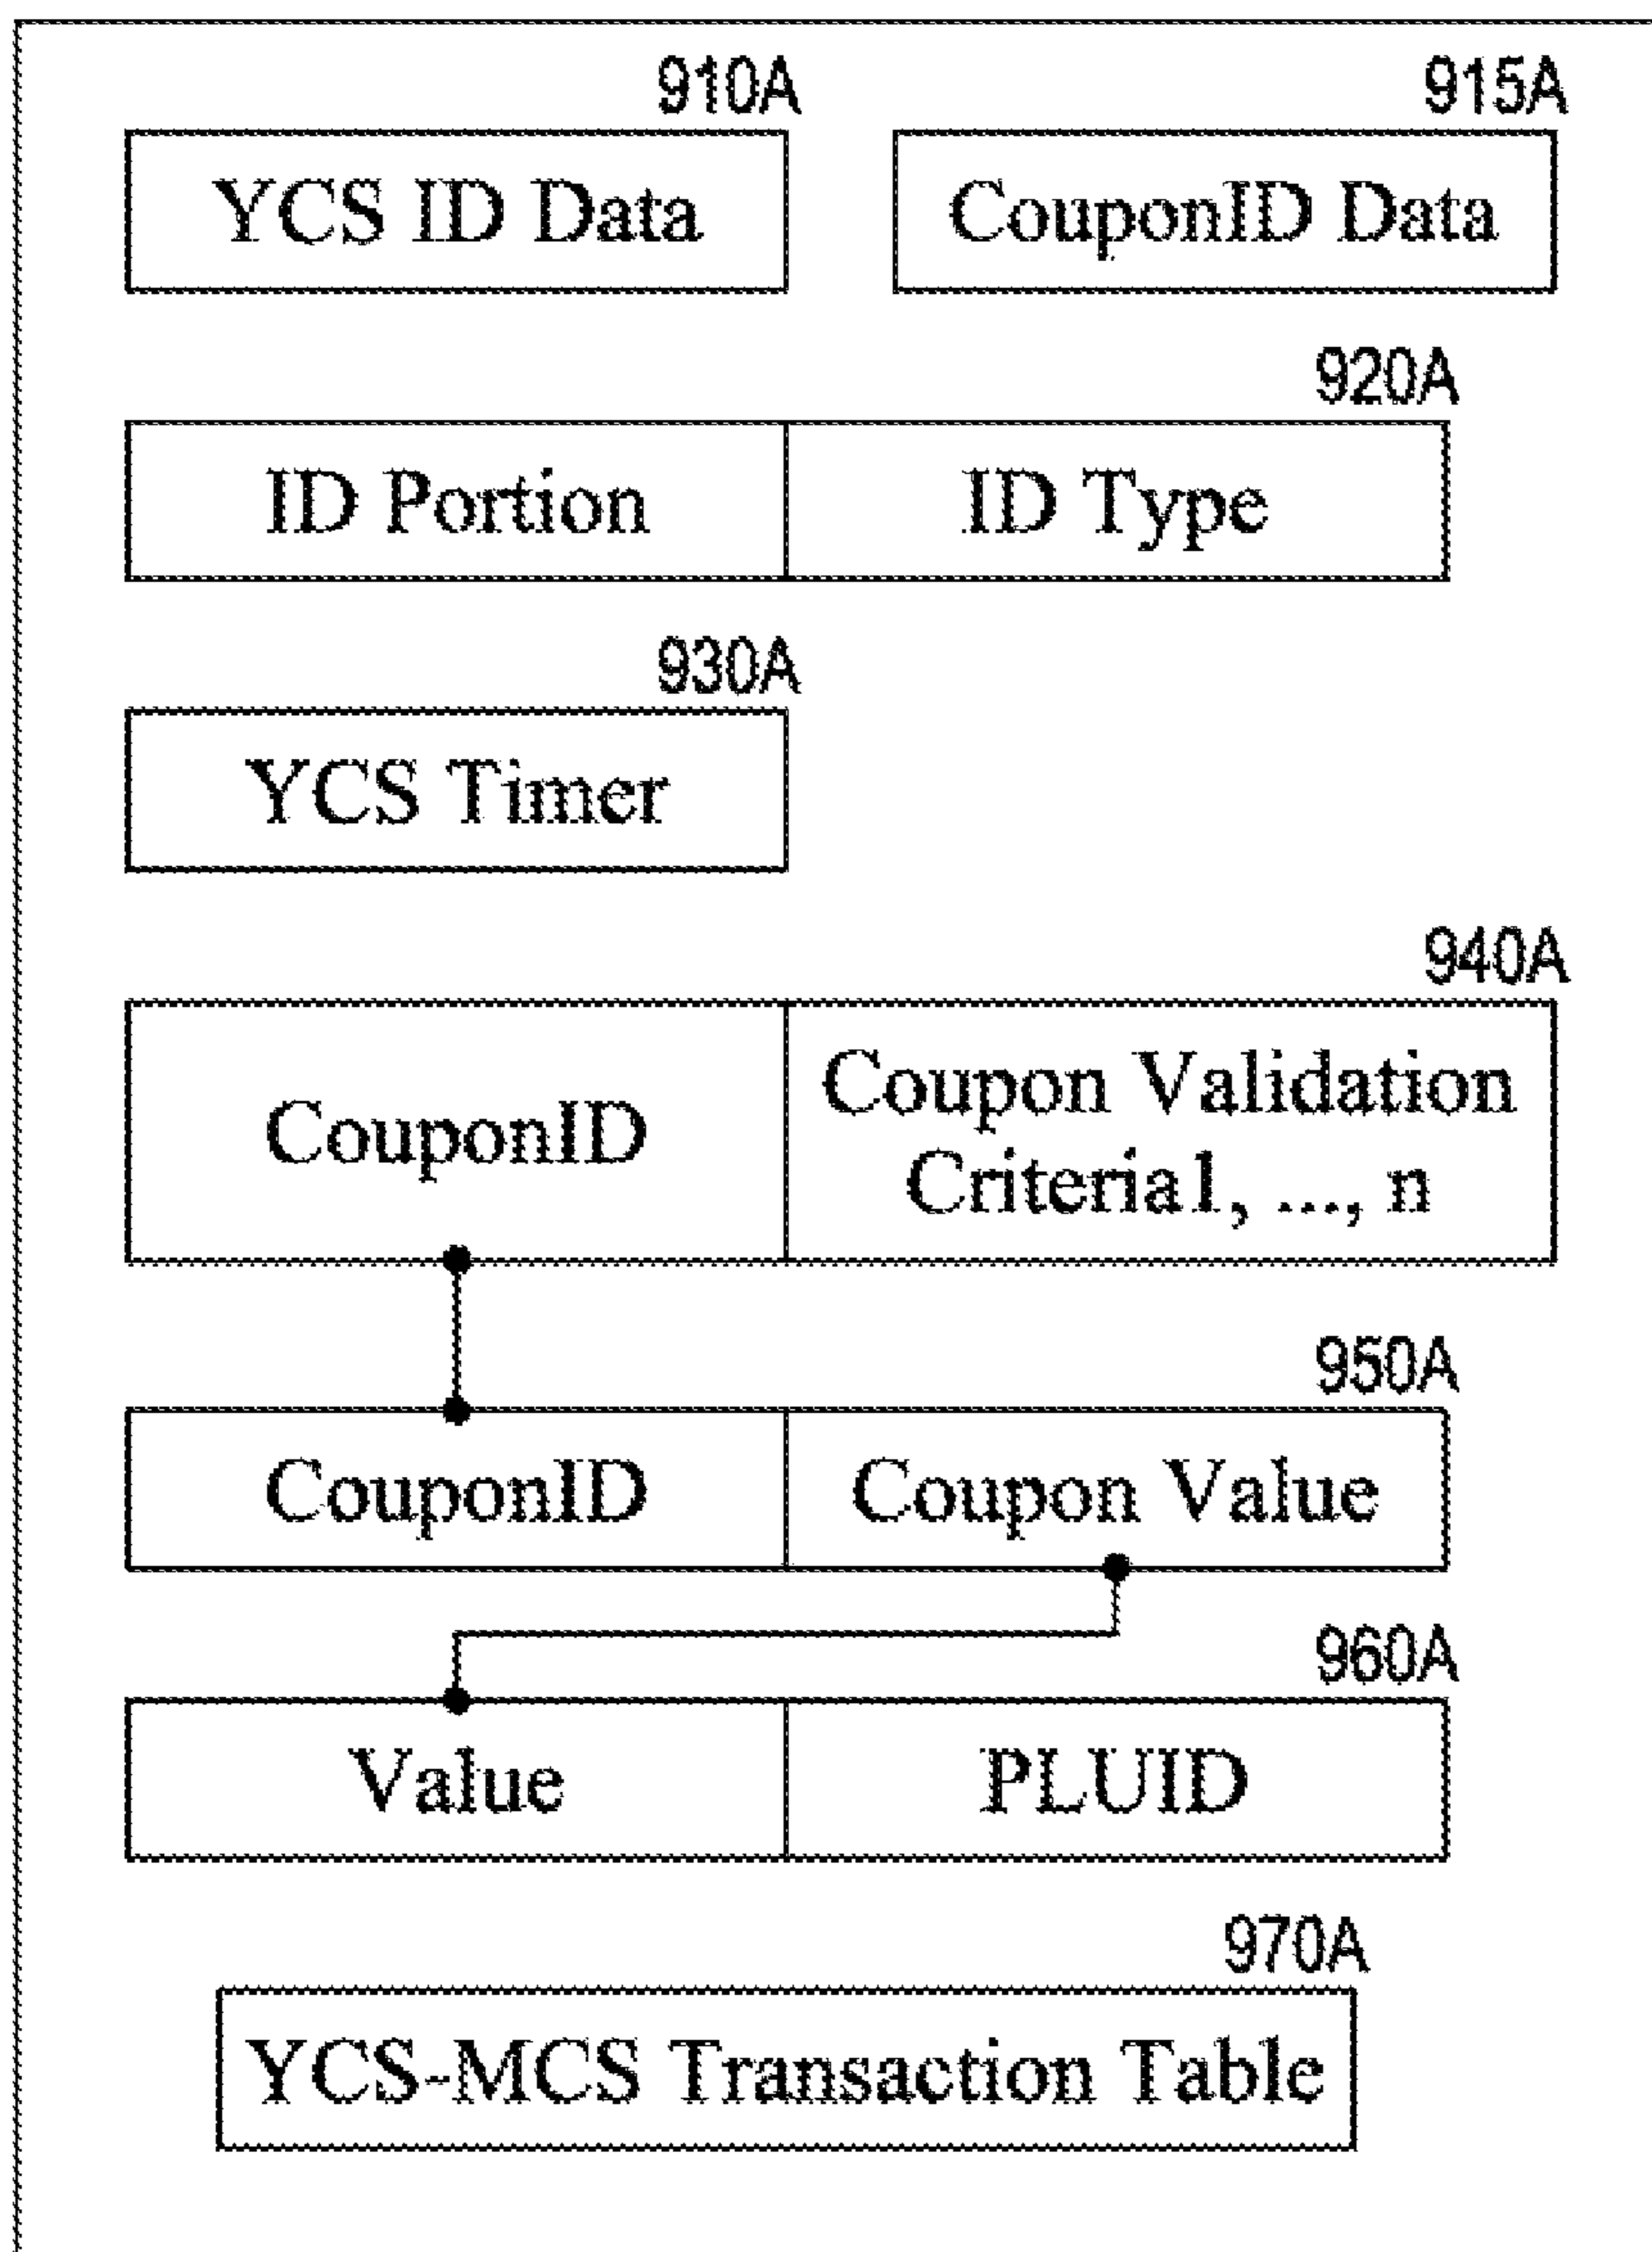 910A
915A
YCS ID Data
CouponID Data
920A
ID Portion
ID Type
930A
YCS Timer
940A
CouponID
Coupon Validation
Criteria1, ..., n
950A
CouponID
Coupon Value
960A
Value
PLUID
970A
YCS-MCS Transaction Table